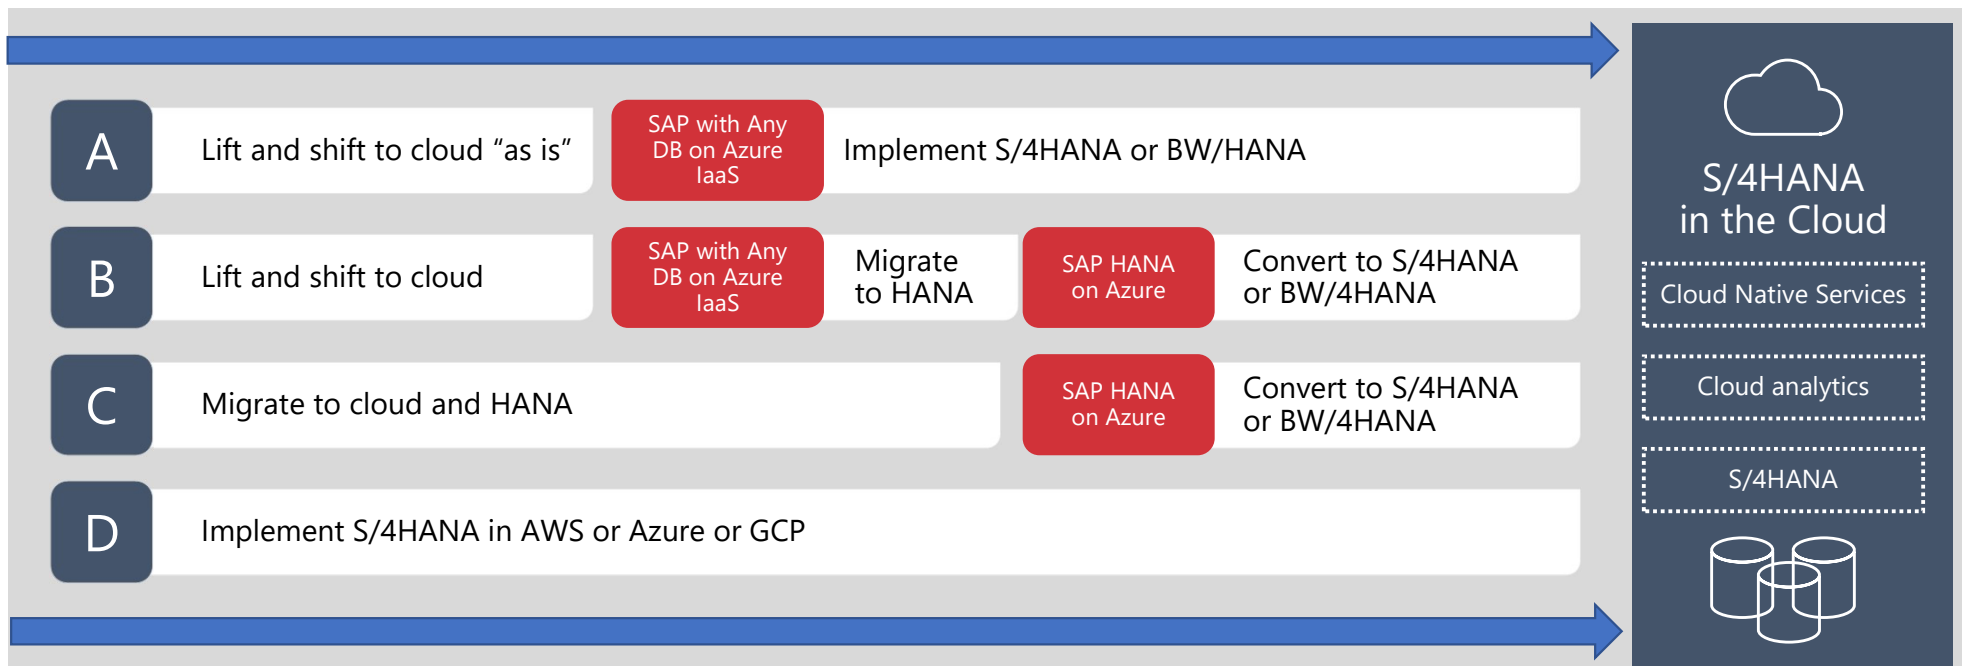 A
Lift and shift to cloud “as is”
SAP with Any
DB on Azure
IaaS
Implement S/4HANA or BW/HANA
B
Lift and shift to cloud
SAP with Any
DB on Azure
IaaS
Migrate
to HANA
SAP HANA
on Azure
Convert to S/4HANA
or BW/4HANA
C
Migrate to cloud and HANA
SAP HANA
on Azure
Convert to S/4HANA
or BW/4HANA
D
Implement S/4HANA in AWS or Azure or GCP
S/4HANA
in the Cloud
Cloud Native Services
Cloud analytics
S/4HANA